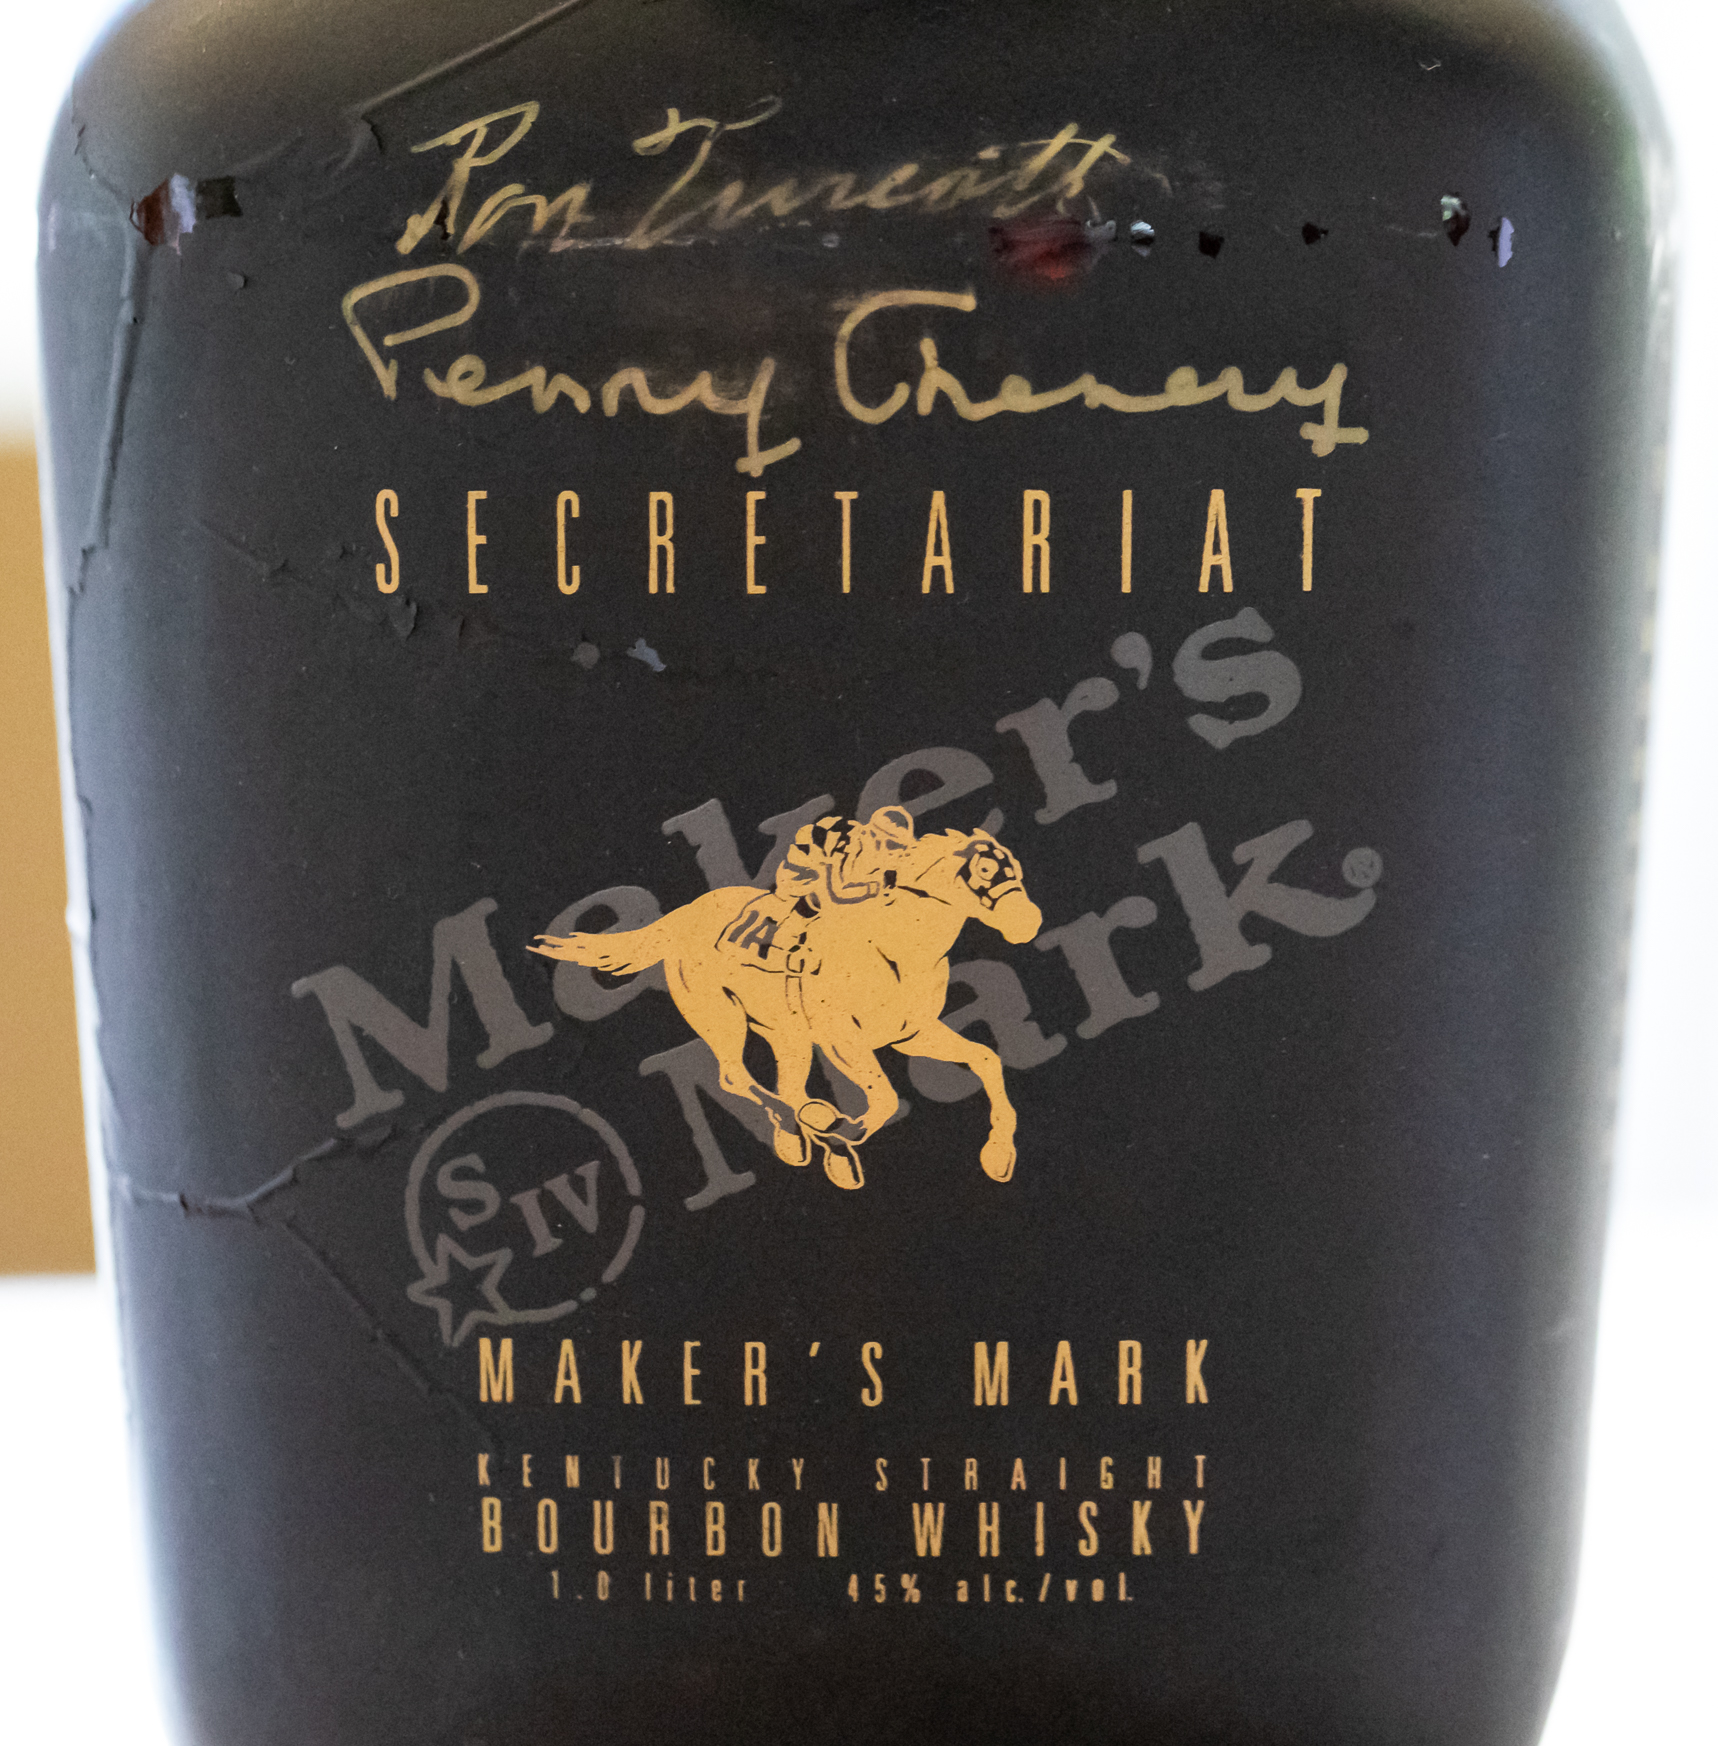 Ron Turcotte
Penny Chenery
SECRETARIAT
Maker's
Mark®
1A
S IV
MAKER'S MARK
KENTUCKY STRAIGHT
BOURBON WHISKY
1.0 liter 45% alc./vol.